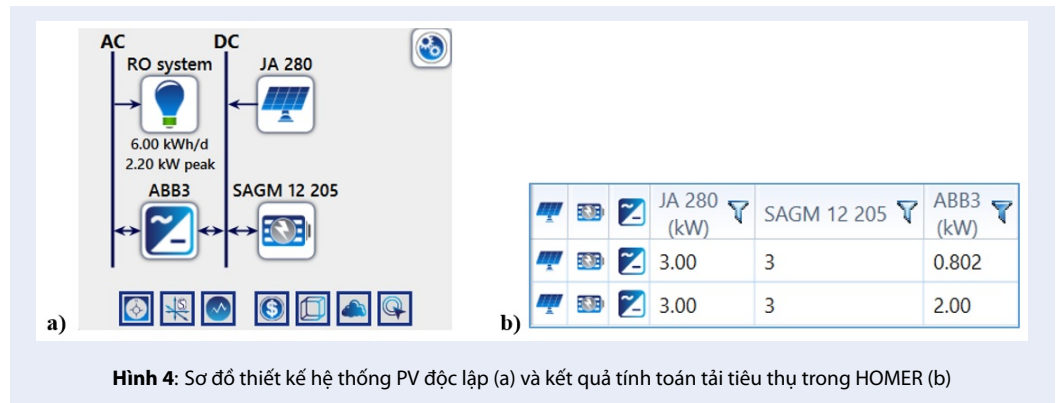 AC DC
RO system JA 280
6.00 kWh/d
2.20 kW peak
ABB3 SAGM 12 205
a)
JA 280 (kW) SAGM 12 205 ABB3 (kW)
3.00 3 0.802
3.00 3 2.00
b)
Hình 4: Sơ đồ thiết kế hệ thống PV độc lập (a) và kết quả tính toán tải tiêu thụ trong HOMER (b)